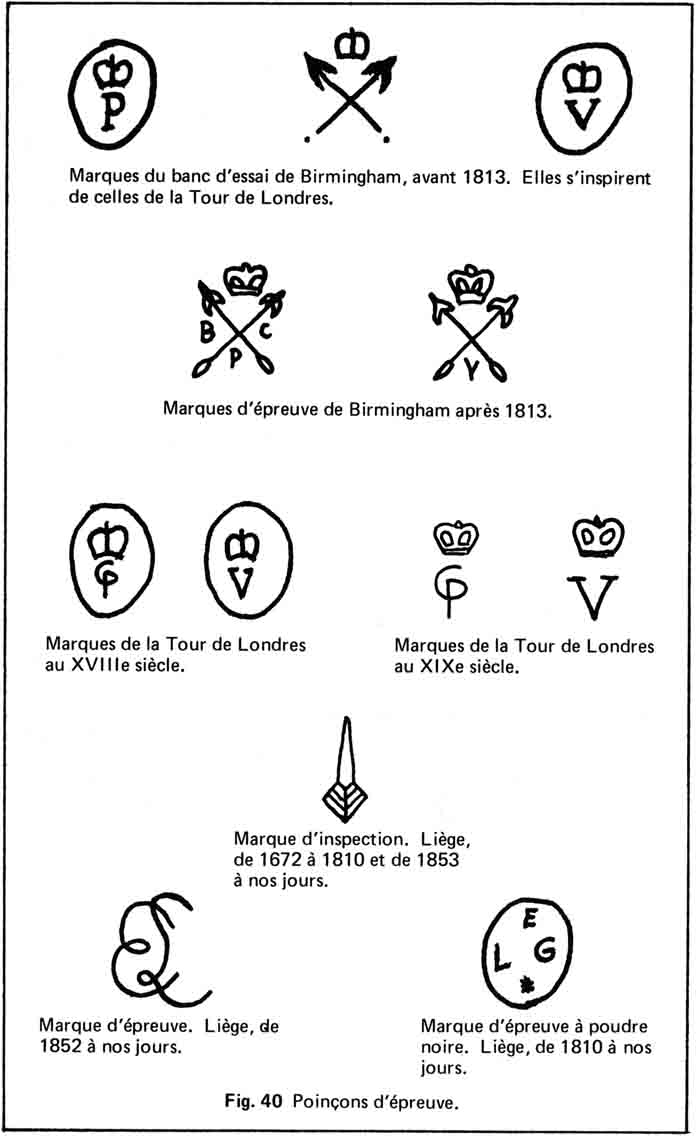 P
V
Marques du banc d'essai de Birmingham, avant 1813. Elles s'inspirent
de celles de la Tour de Londres.
B C
P
V
Marques d'épreuve de Birmingham après 1813.
GP
V
GP
V
Marques de la Tour de Londres
au XVIIIe siècle.
Marques de la Tour de Londres
au XIXe siècle.
Marque d'inspection. Liège,
de 1672 à 1810 et de 1853
à nos jours.
E
L G
*
Marque d'épreuve. Liège, de
1852 à nos jours.
Marque d'épreuve à poudre
noire. Liège, de 1810 à nos
jours.
Fig. 40 Poinçons d'épreuve.